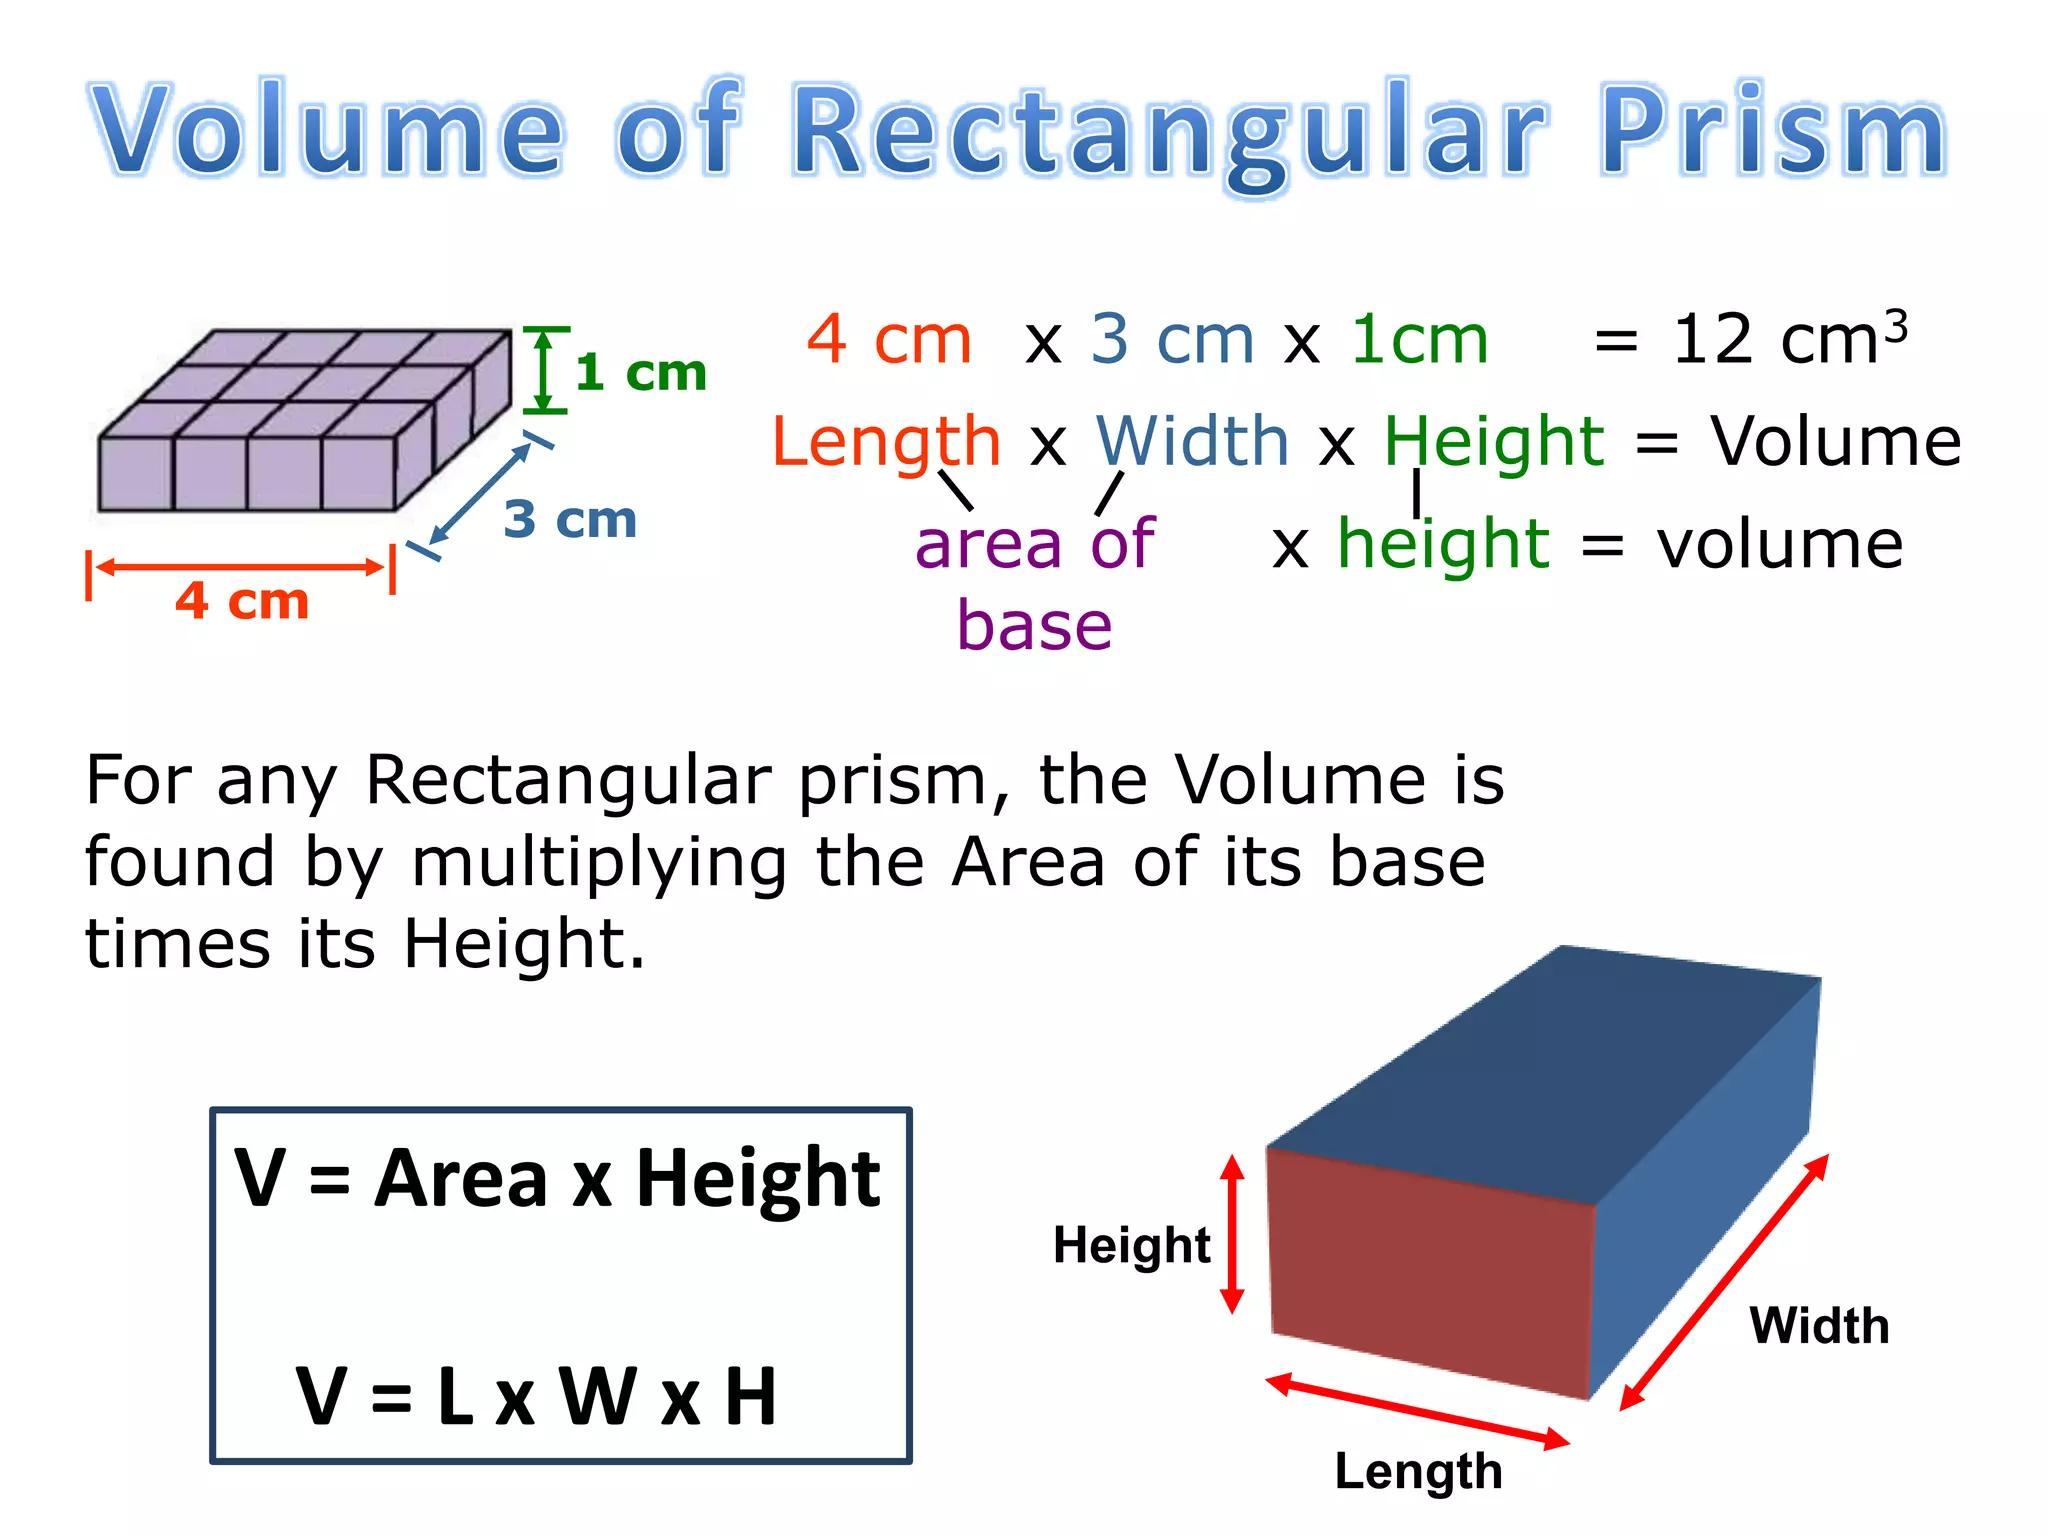 Volume of Rectangular Prism
1 cm
3 cm
4 cm
4 cm x 3 cm x 1cm = 12 cm³
Length x Width x Height = Volume
area of x height = volume
base
For any Rectangular prism, the Volume is
found by multiplying the Area of its base
times its Height.
V = Area x Height
V = L x W x H
Height
Width
Length